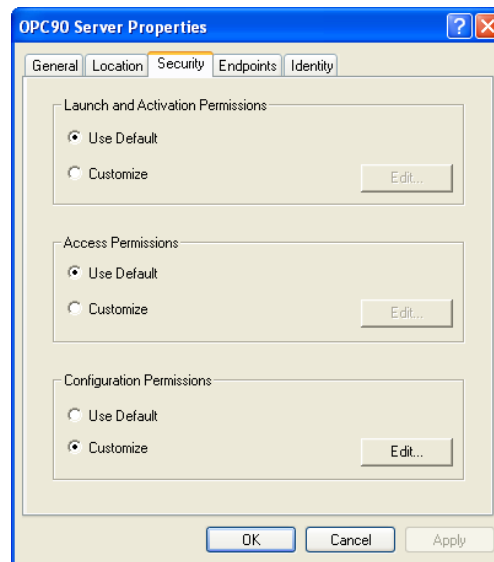 OPC90 Server Properties
General Location Security Endpoints Identity
Launch and Activation Permissions
Use Default
Customize
Edit...
Access Permissions
Use Default
Customize
Edit...
Configuration Permissions
Use Default
Customize
Edit...
OK Cancel Apply